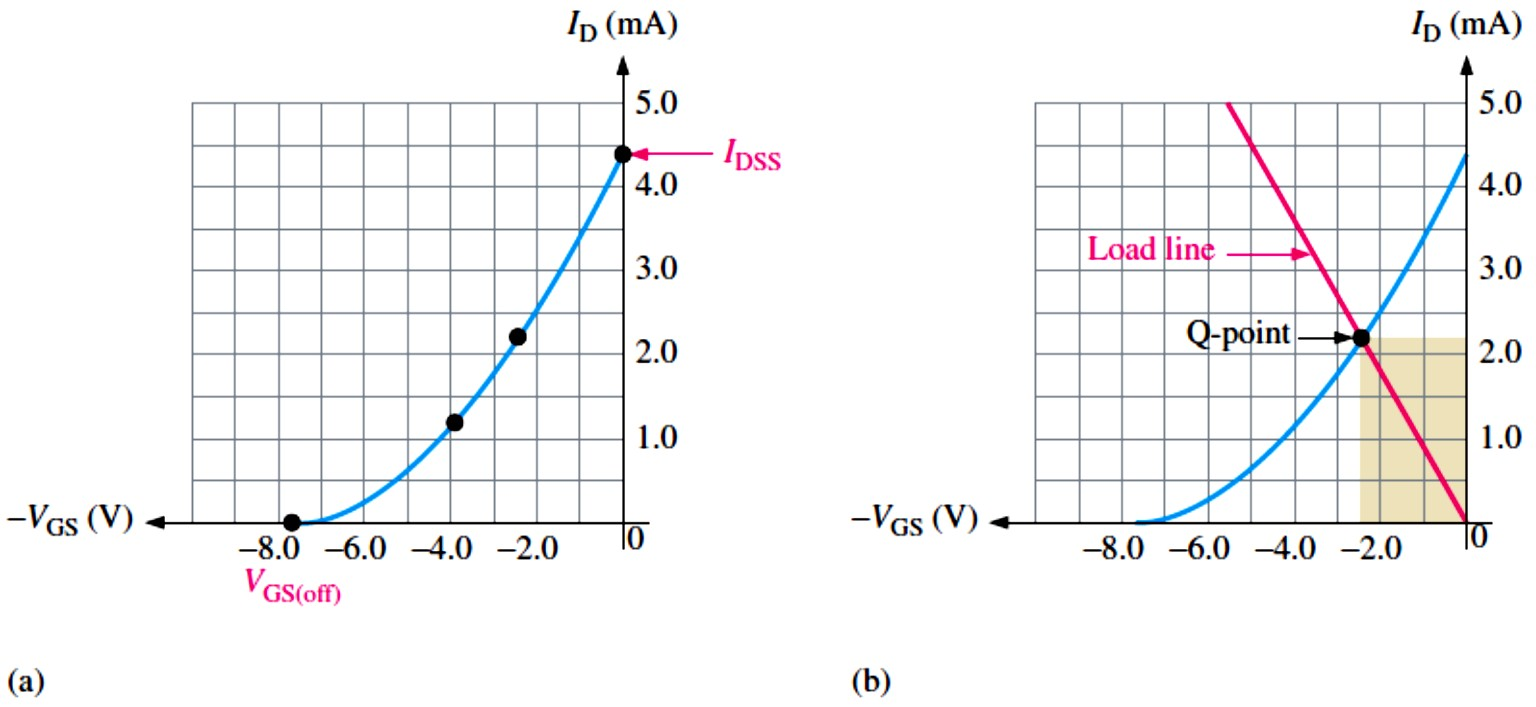 I_D (mA)
5.0
I_DSS
4.0
3.0
2.0
1.0
−V_GS (V)
0
−8.0 −6.0 −4.0 −2.0
V_GS(off)
(a)
I_D (mA)
5.0
4.0
Load line
3.0
Q-point
2.0
1.0
−V_GS (V)
0
−8.0 −6.0 −4.0 −2.0
(b)